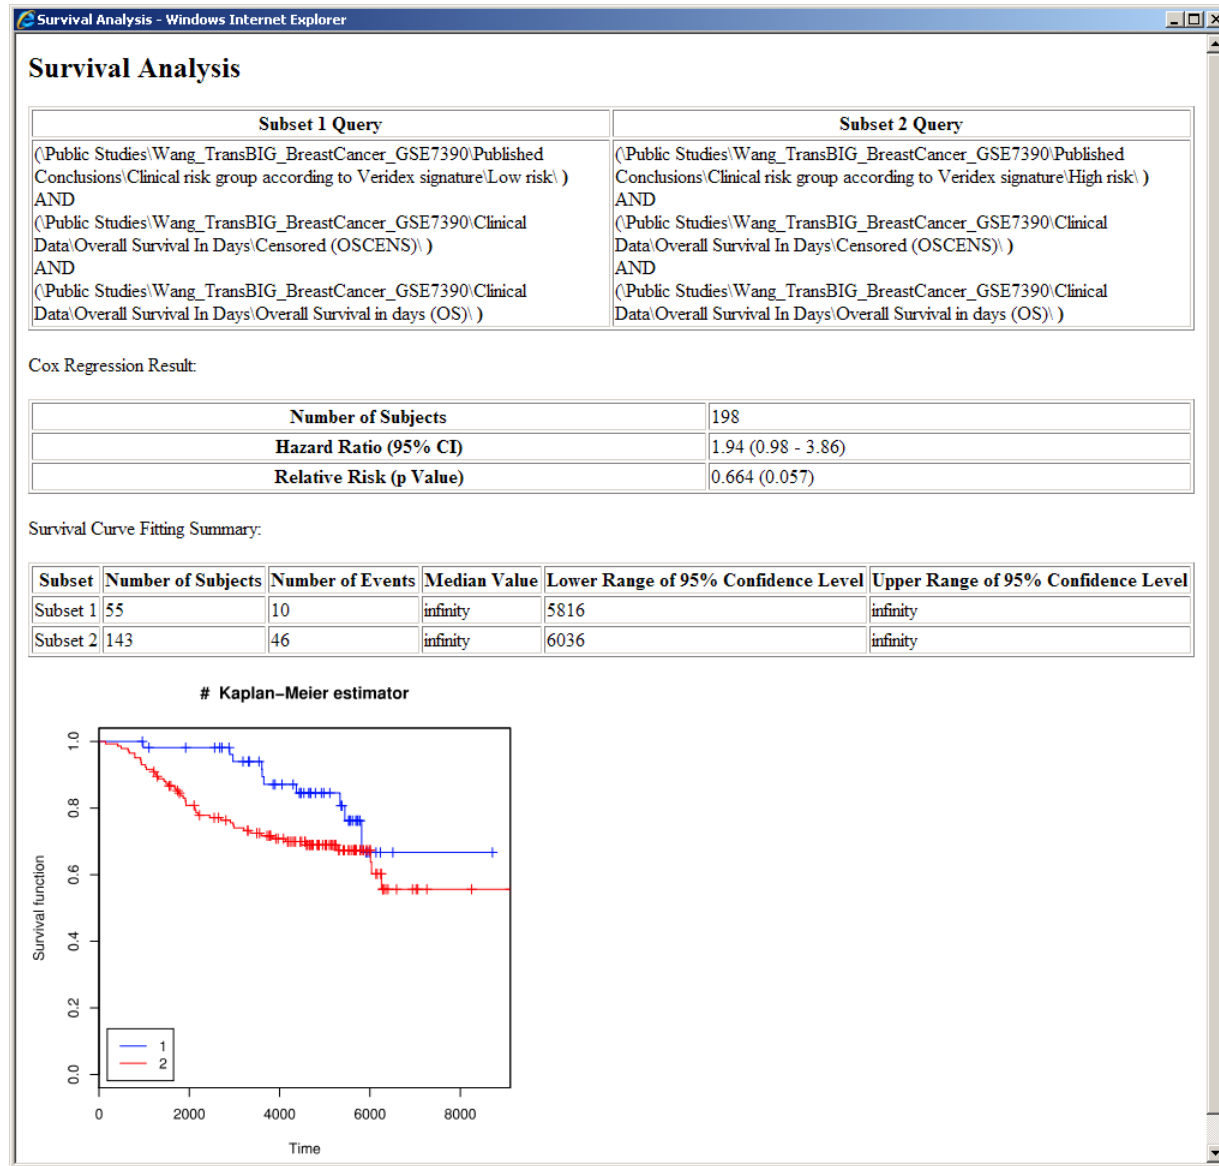 Survival Analysis - Windows Internet Explorer
Survival Analysis
Subset 1 Query
(\Public Studies\Wang_TransBIG_BreastCancer_GSE7390\Published
Conclusions\Clinical risk group according to Veridex signature\Low risk\ )
AND
(\Public Studies\Wang_TransBIG_BreastCancer_GSE7390\Clinical
Data\Overall Survival In Days\Censored (OSCENS)\ )
AND
(\Public Studies\Wang_TransBIG_BreastCancer_GSE7390\Clinical
Data\Overall Survival In Days\Overall Survival in days (OS)\ )
Subset 2 Query
(\Public Studies\Wang_TransBIG_BreastCancer_GSE7390\Published
Conclusions\Clinical risk group according to Veridex signature\High risk\ )
AND
(\Public Studies\Wang_TransBIG_BreastCancer_GSE7390\Clinical
Data\Overall Survival In Days\Censored (OSCENS)\ )
AND
(\Public Studies\Wang_TransBIG_BreastCancer_GSE7390\Clinical
Data\Overall Survival In Days\Overall Survival in days (OS)\ )
Cox Regression Result:
Number of Subjects 198
Hazard Ratio (95% CI) 1.94 (0.98 - 3.86)
Relative Risk (p Value) 0.664 (0.057)
Survival Curve Fitting Summary:
Subset Number of Subjects Number of Events Median Value Lower Range of 95% Confidence Level Upper Range of 95% Confidence Level
Subset 1 55 10 infinity 5816 infinity
Subset 2 143 46 infinity 6036 infinity
# Kaplan-Meier estimator
Survival function
1.0
0.8
0.6
0.4
0.2
0.0
1
2
0 2000 4000 6000 8000
Time